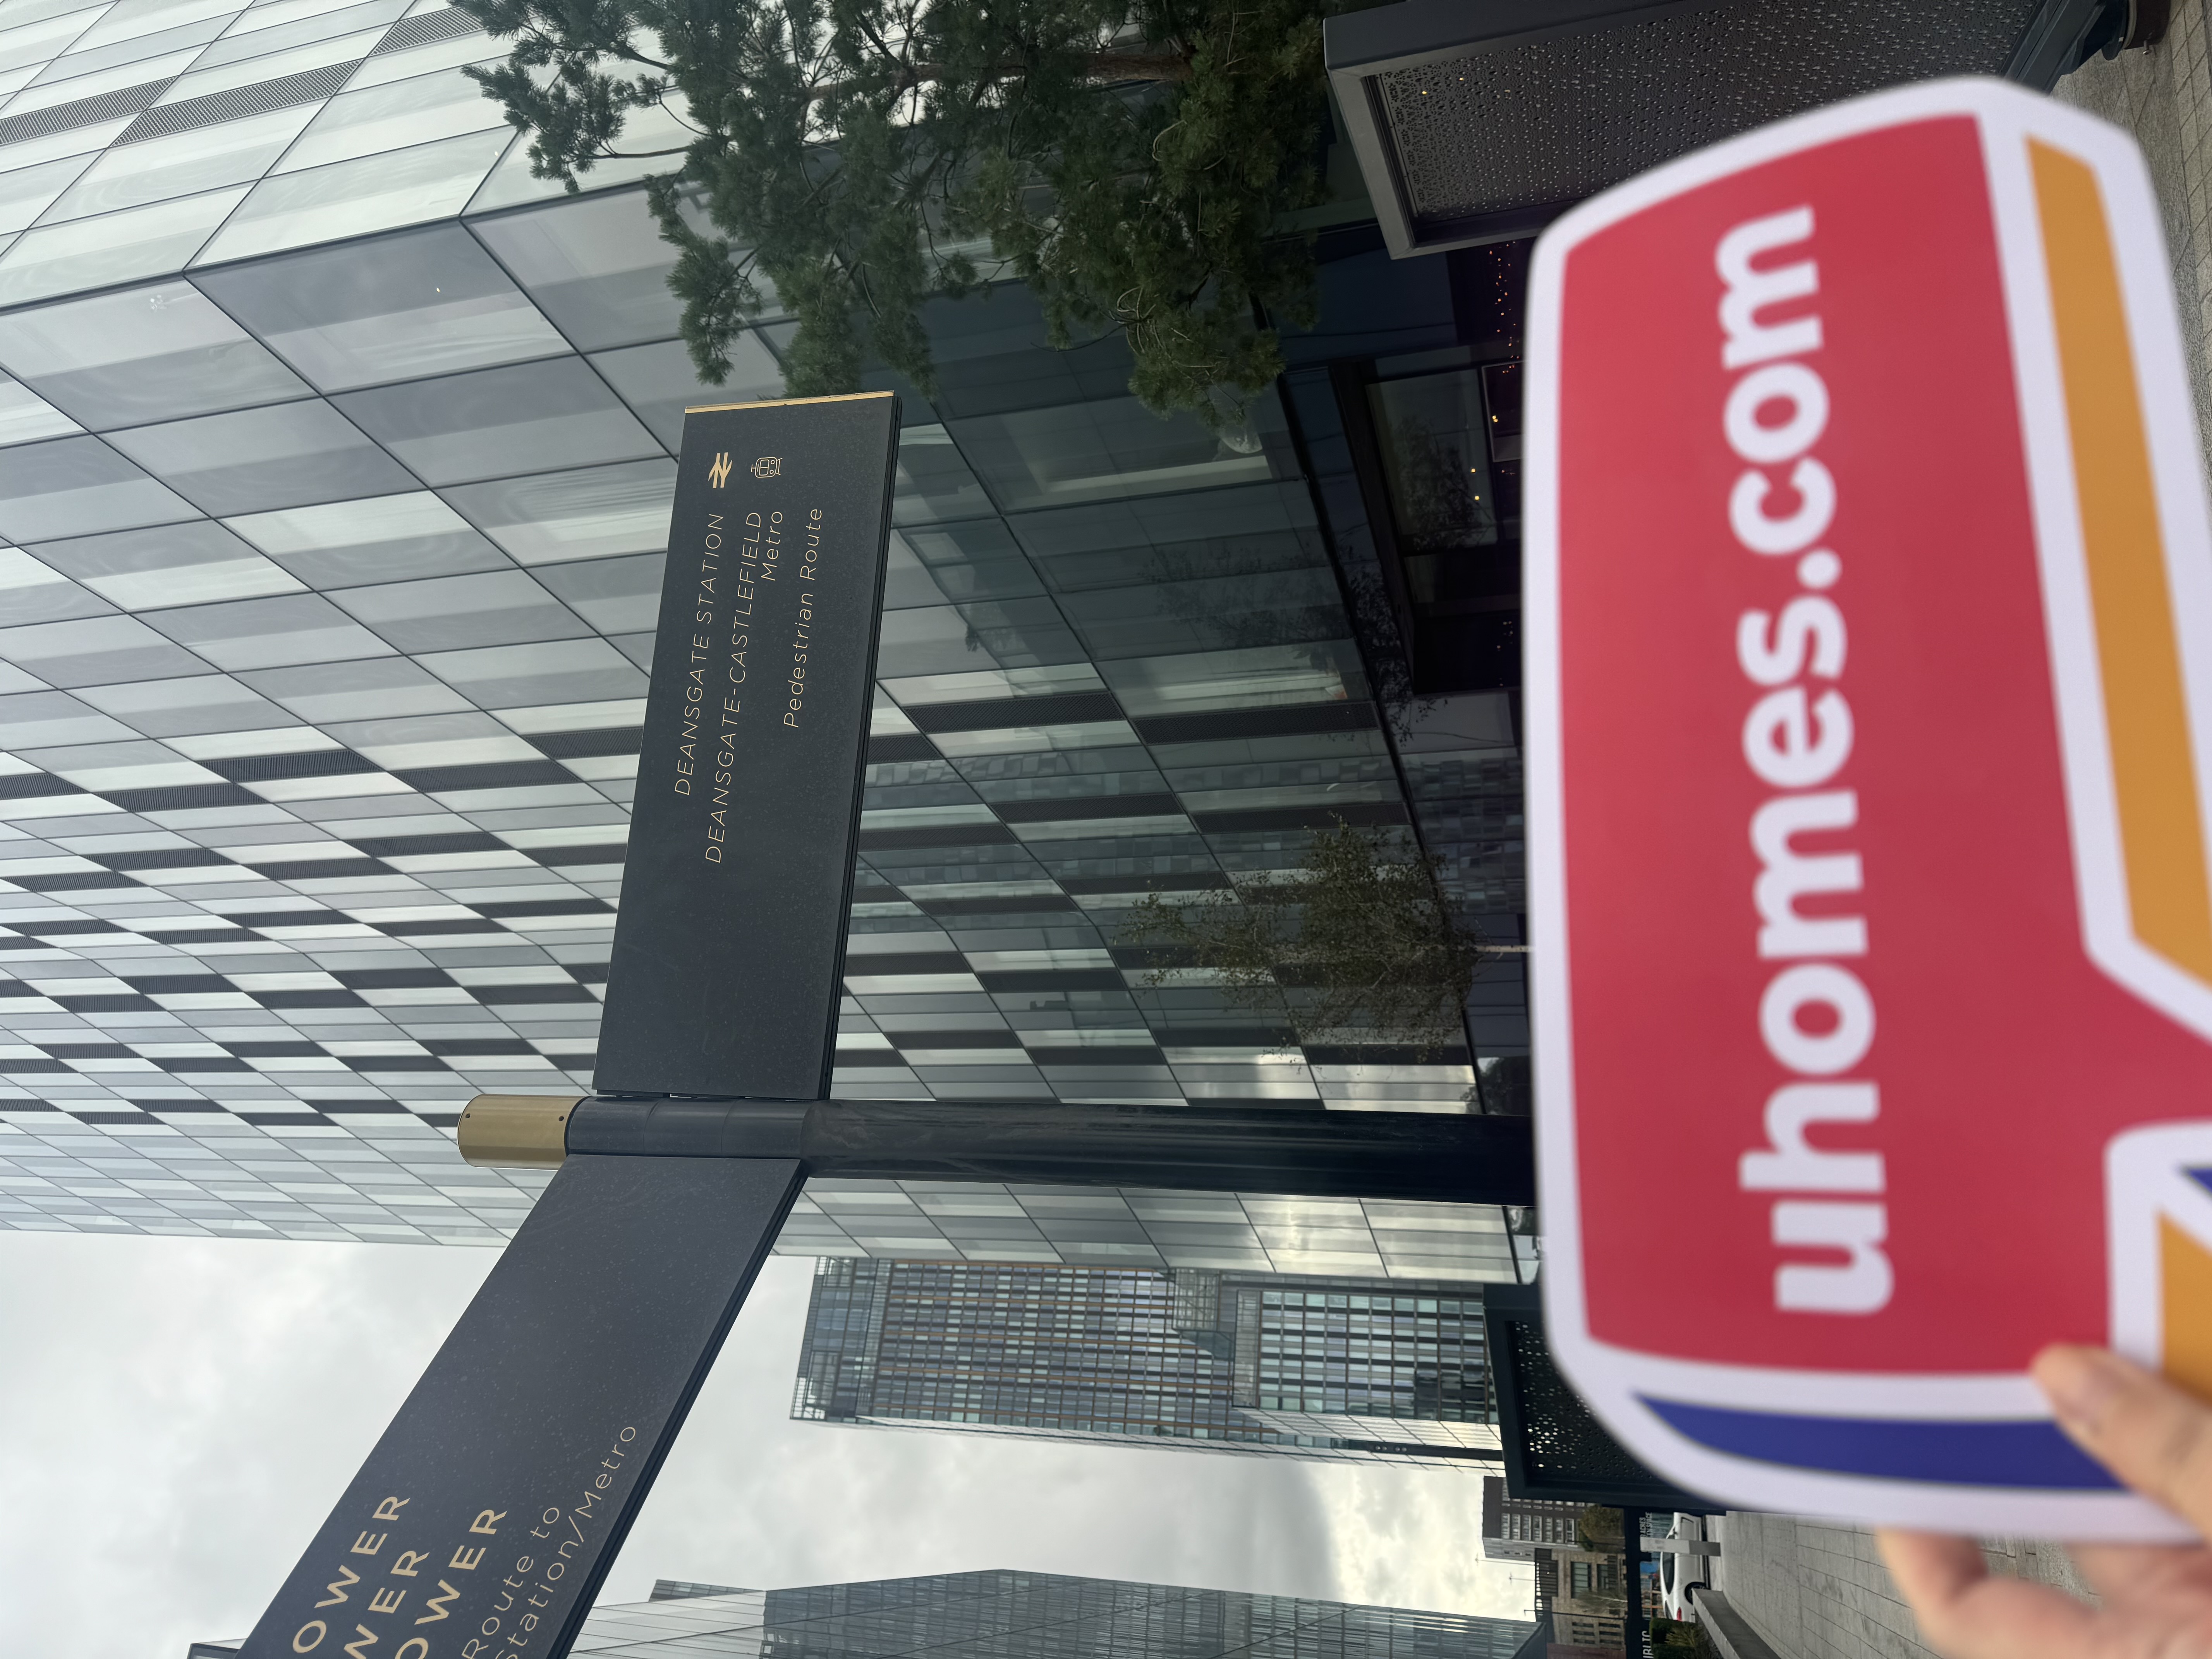 OWER
NER
OWER
Route to
Station/Metro
DEANSGATE STATION
DEANSGATE-CASTLEFIELD
Metro
Pedestrian Route
uhomes.com